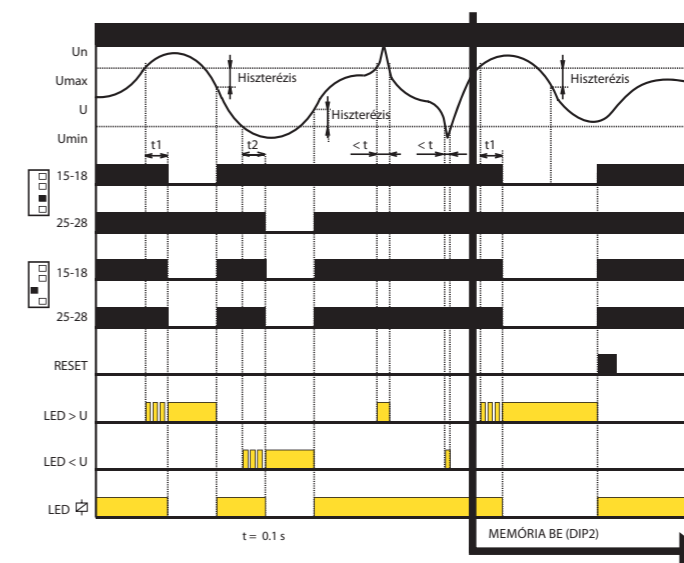 Un
Umax
Hiszterézis
Hiszterézis
U
Hiszterézis
Umin
t1
t2
< t
< t
t1
15-18
25-28
15-18
25-28
RESET
LED > U
LED < U
LED
t = 0.1 s
MEMÓRIA BE (DIP2)